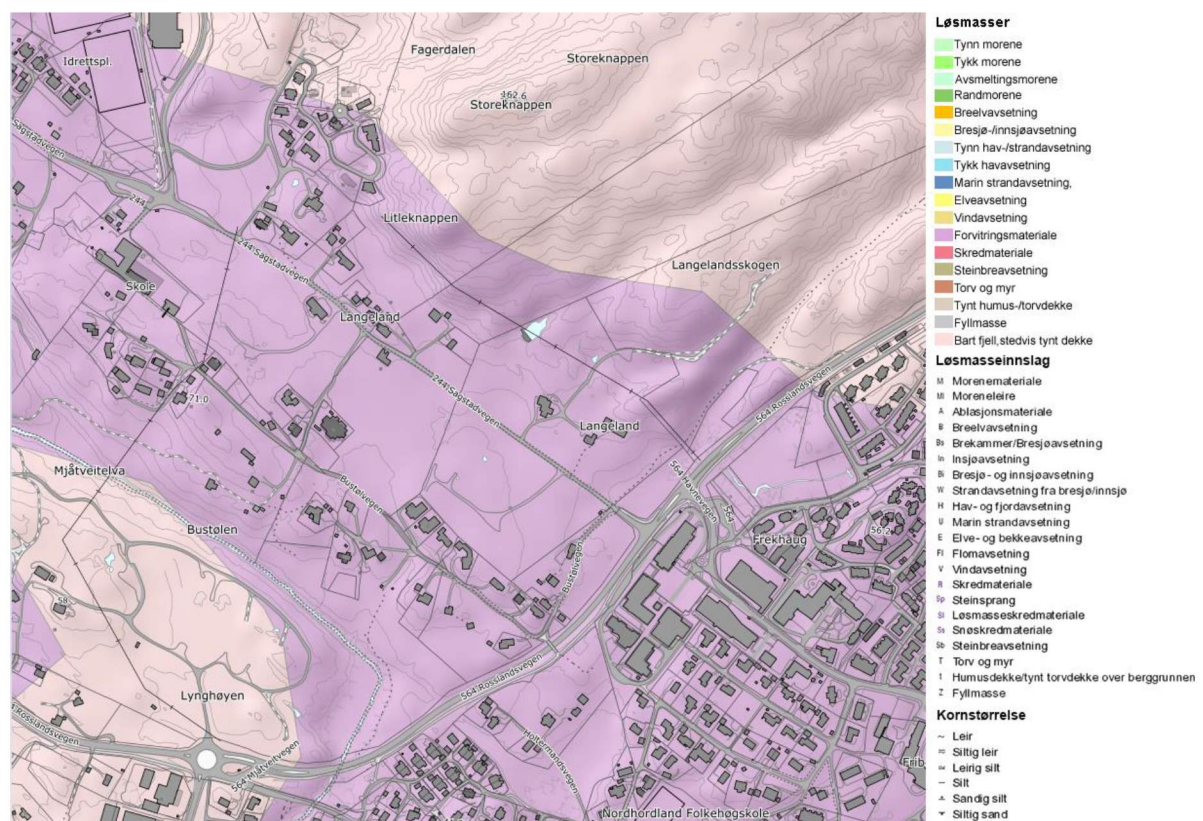 Idrettspl.
Fagerdalen
Storeknappen
162.6
Storeknappen
Sagstadvegen
244
Litleknappen
244 Sagstadvegen
Langelandsskogen
Skole
Langeland
71.0
244 Sagstadvegen
564 Rosslandsvegen
Langeland
Mjåtveitelva
Bustølvegen
564 Havnevegen
564
Bustølen
Frekhaug
56.2
58
Bustølvegen
Lynghøyen
564 Rosslandsvegen
Rosslandsvegen
564 Mjåtveitvegen
Holtermandsvegen
Frib
Nordhordland Folkehøgskole
Løsmasser
Tynn morene
Tykk morene
Avsmeltingsmorene
Randmorene
Breelvavsetning
Bresjø-/innsjøavsetning
Tynn hav-/strandavsetning
Tykk havavsetning
Marin strandavsetning,
Elveavsetning
Vindavsetning
Forvitringsmateriale
Skredmateriale
Steinbreavsetning
Torv og myr
Tynt humus-/torvdekke
Fyllmasse
Bart fjell,stedvis tynt dekke
Løsmasseinnslag
M Morenemateriale
Ml Moreneleire
A Ablasjonsmateriale
B Breelvavsetning
Bs Brekammer/Bresjøavsetning
In Insjøavsetning
Bi Bresjø- og innsjøavsetning
W Strandavsetning fra bresjø/innsjø
H Hav- og fjordavsetning
U Marin strandavsetning
E Elve- og bekkeavsetning
Fl Flomavsetning
V Vindavsetning
R Skredmateriale
Sp Steinsprang
Sl Løsmasseskredmateriale
Ss Snøskredmateriale
Sb Steinbreavsetning
T Torv og myr
t Humusdekke/tynt torvdekke over berggrunnen
Z Fyllmasse
Kornstørrelse
Leir
Siltig leir
Leirig silt
Silt
Sandig silt
Siltig sand